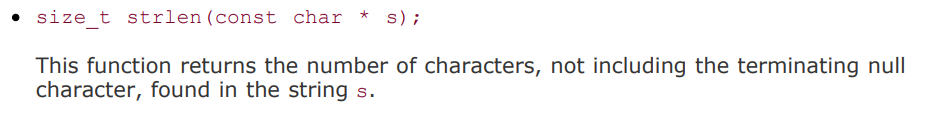 • size_t strlen(const char * s);
This function returns the number of characters, not including the terminating null
character, found in the string s.